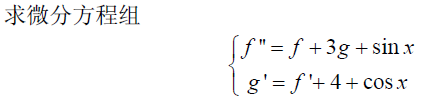 求微分方程组
f '' = f + 3g + sin x
g ' = f '+ 4 + cos x